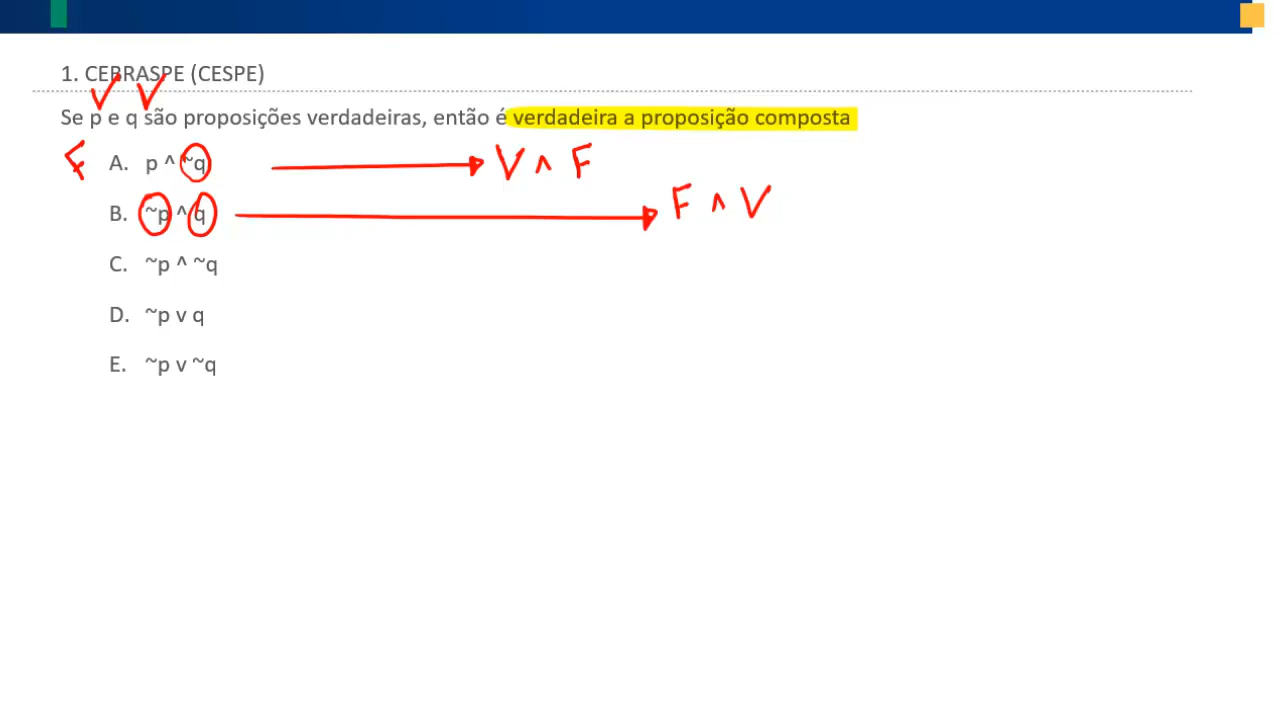 1. CEBRASPE (CESPE)
V V
Se p e q são proposições verdadeiras, então é verdadeira a proposição composta
F A. p ^ ~q V ^ F
B. ~p ^ q F ^ V
C. ~p ^ ~q
D. ~p v q
E. ~p v ~q